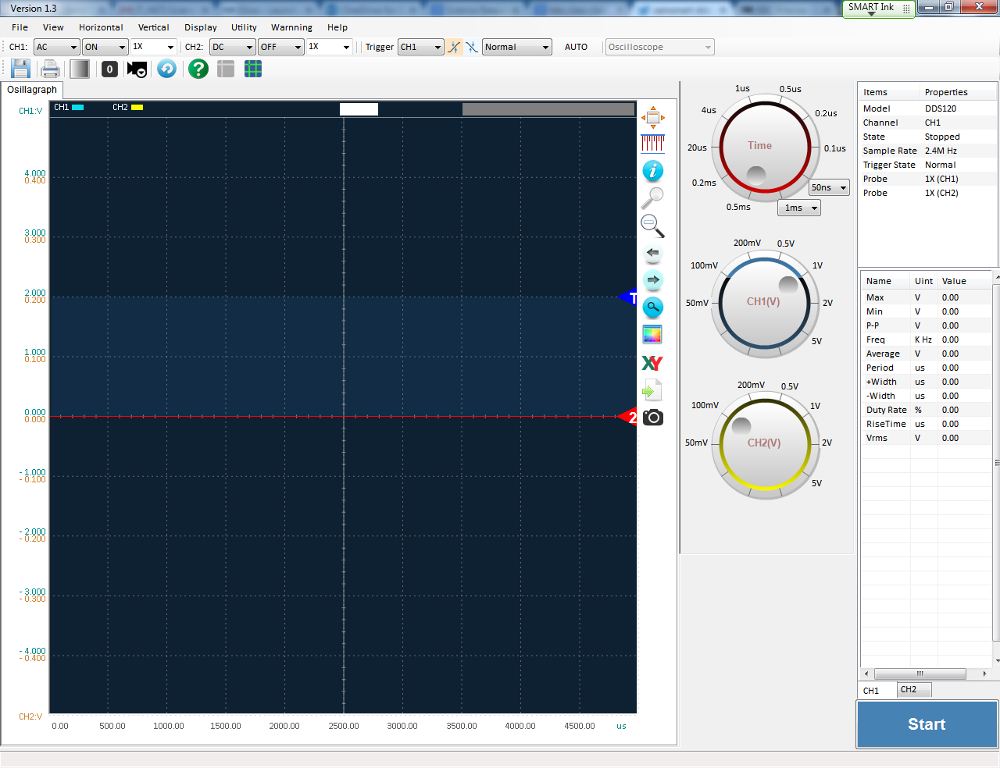 Version 1.3
SMART Ink
File View Horizontal Vertical Display Utility Warnning Help
CH1: AC ON 1X CH2: DC OFF 1X Trigger CH1 Normal AUTO Oscilloscope
0
Osillagraph
CH1:V CH1 CH2
4.000
0.400
3.000
0.300
2.000
0.200
1.000
0.100
0.000
0.000
- 1.000
- 0.100
- 2.000
- 0.200
- 3.000
- 0.300
- 4.000
- 0.400
CH2:V
0.00 500.00 1000.00 1500.00 2000.00 2500.00 3000.00 3500.00 4000.00 4500.00 us
T
2
i
XY
1us 0.5us
4us 0.2us
20us Time 0.1us
0.2ms 50ns
0.5ms 1ms
200mV 0.5V
100mV 1V
50mV CH1(V) 2V
5V
200mV 0.5V
100mV 1V
50mV CH2(V) 2V
5V
Items Properties
Model DDS120
Channel CH1
State Stopped
Sample Rate 2.4M Hz
Trigger State Normal
Probe 1X (CH1)
Probe 1X (CH2)
Name Uint Value
Max V 0.00
Min V 0.00
P-P V 0.00
Freq K Hz 0.00
Average V 0.00
Period us 0.00
+Width us 0.00
-Width us 0.00
Duty Rate % 0.00
RiseTime us 0.00
Vrms V 0.00
CH1 CH2
Start